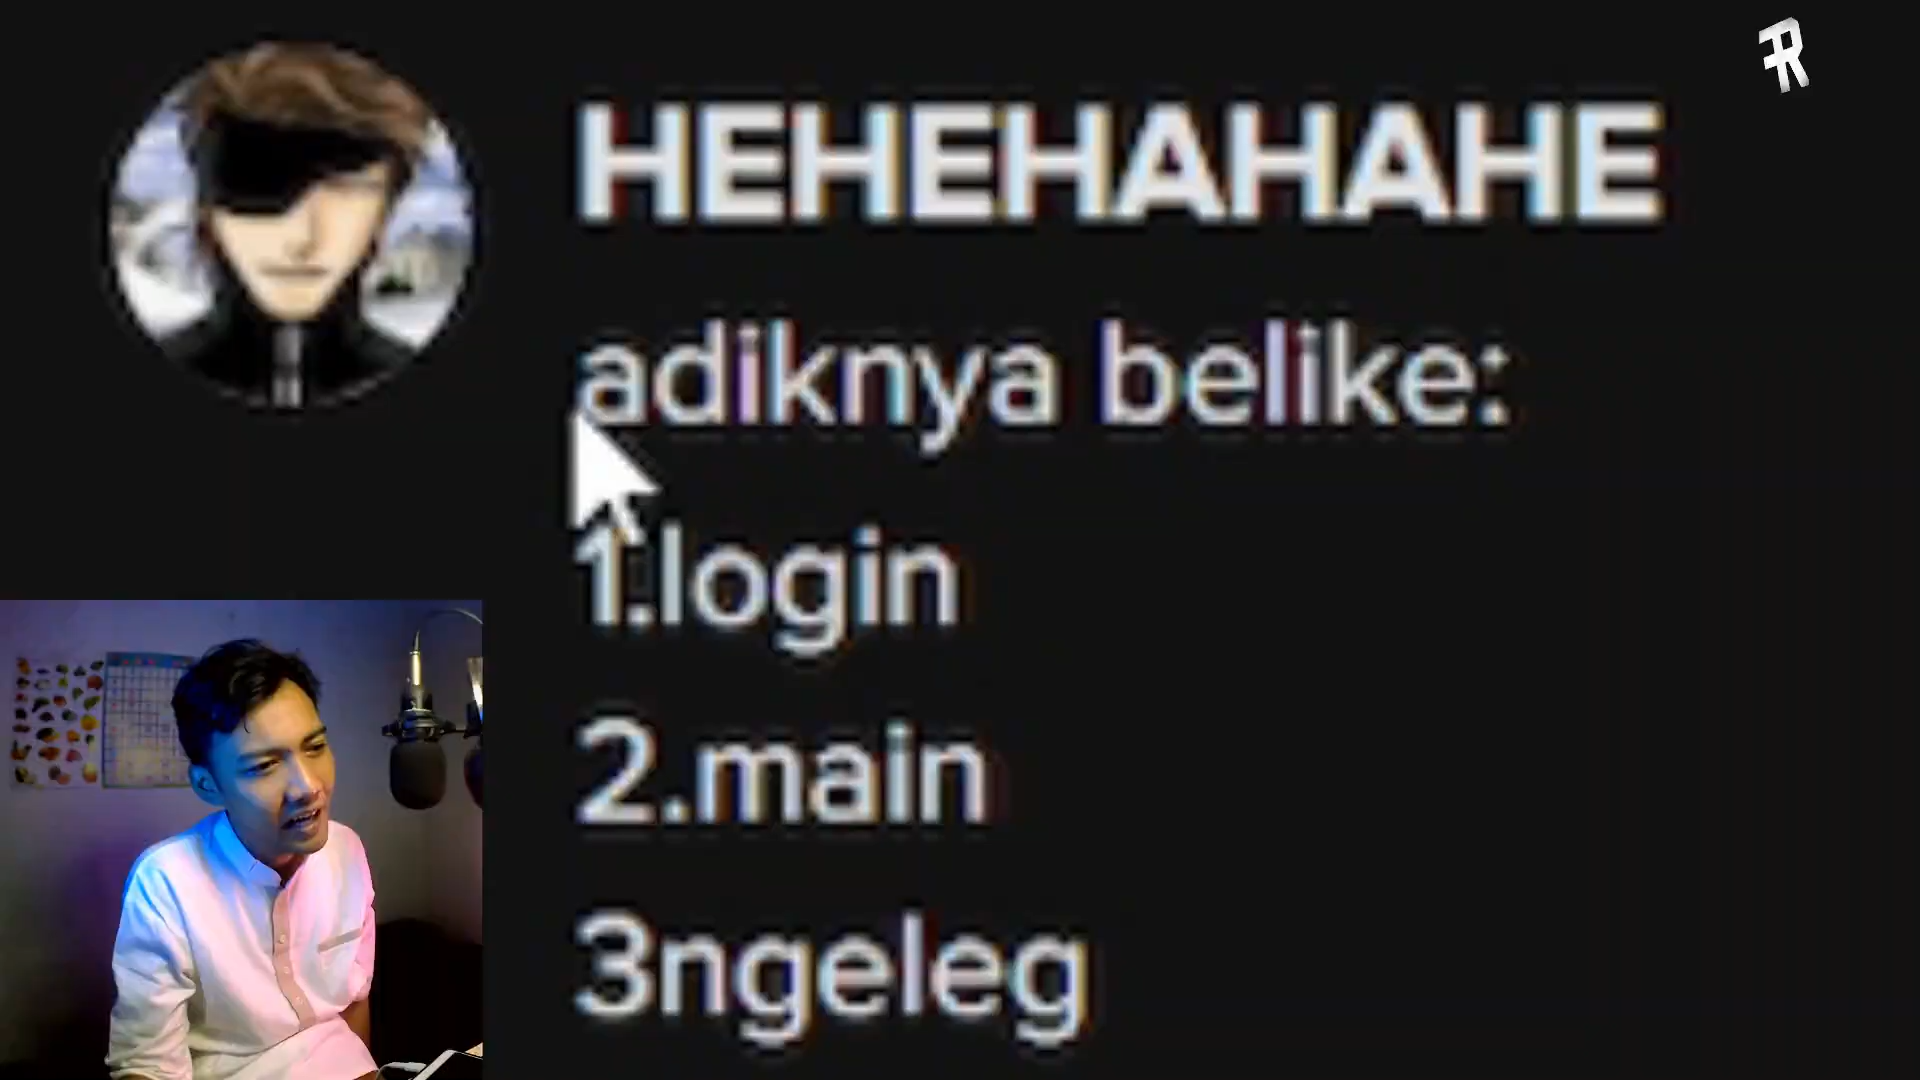 HEHEHAHAHE
adiknya belike:
1.login
2.main
3ngeleg